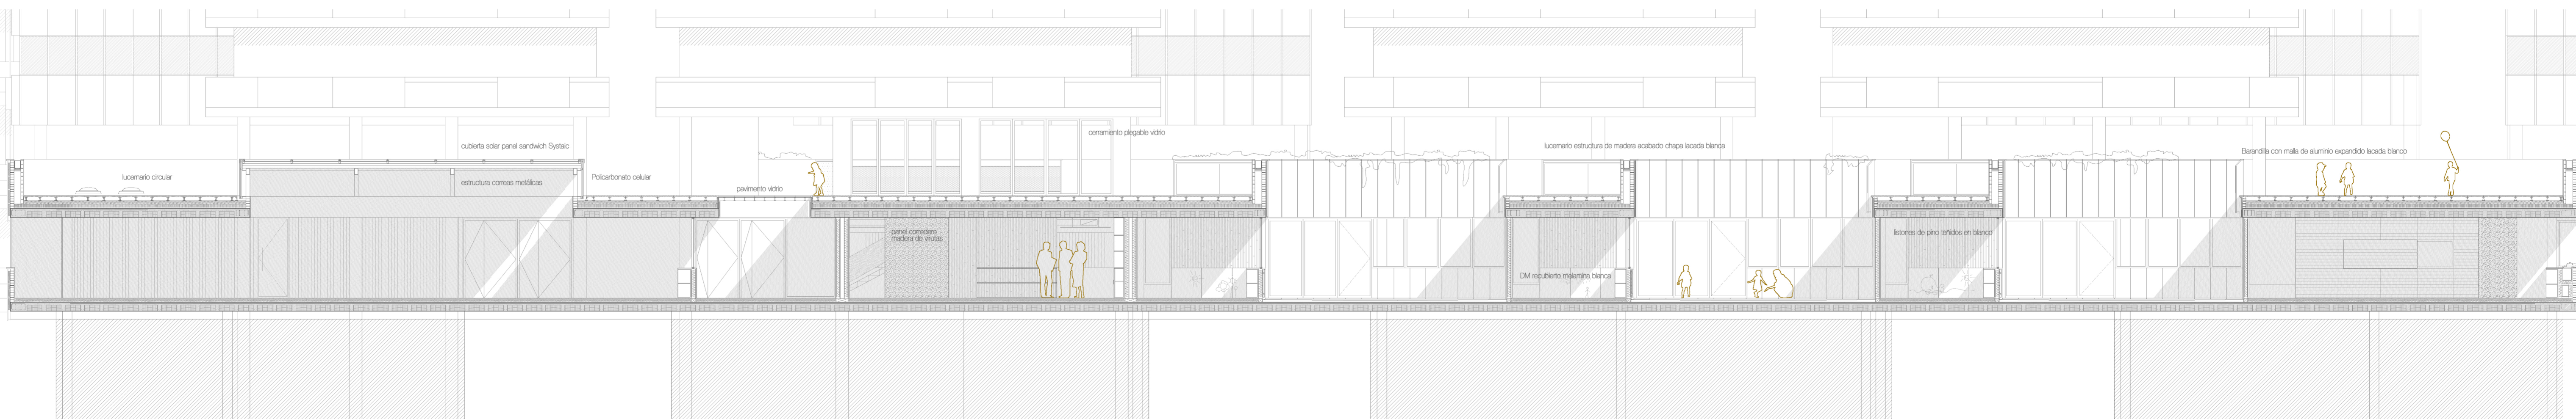 cerramiento plegable vidrio
cubierta solar panel sandwich Systaic
lucernario estructura de madera acabado chapa lacada blanca
Barandilla con malla de aluminio expandido lacada blanco
lucernario circular
estructura correas metálicas
Policarbonato celular
pavimento vidrio
panel corredero
madera de virutas
listones de pino teñidos en blanco
DM recubierto melamina blanca